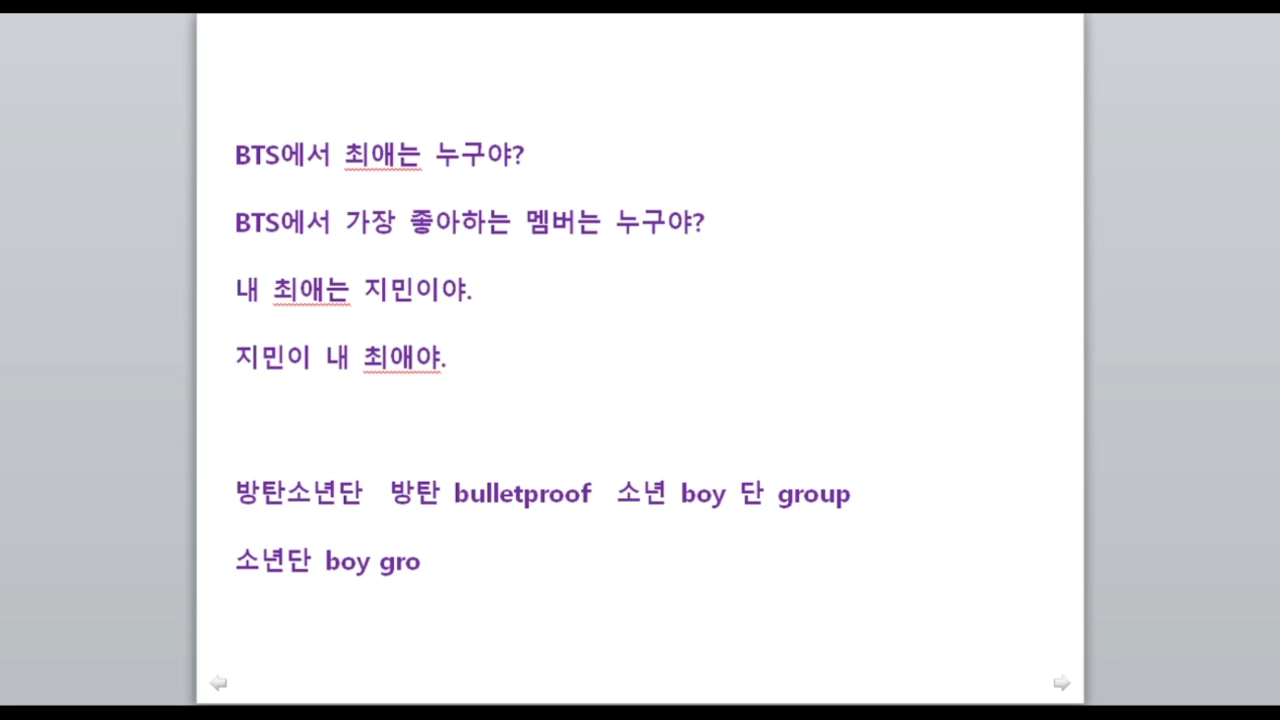 BTS에서 최애는 누구야?
BTS에서 가장 좋아하는 멤버는 누구야?
내 최애는 지민이야.
지민이 내 최애야.
방탄소년단 방탄 bulletproof 소년 boy 단 group
소년단 boy gro